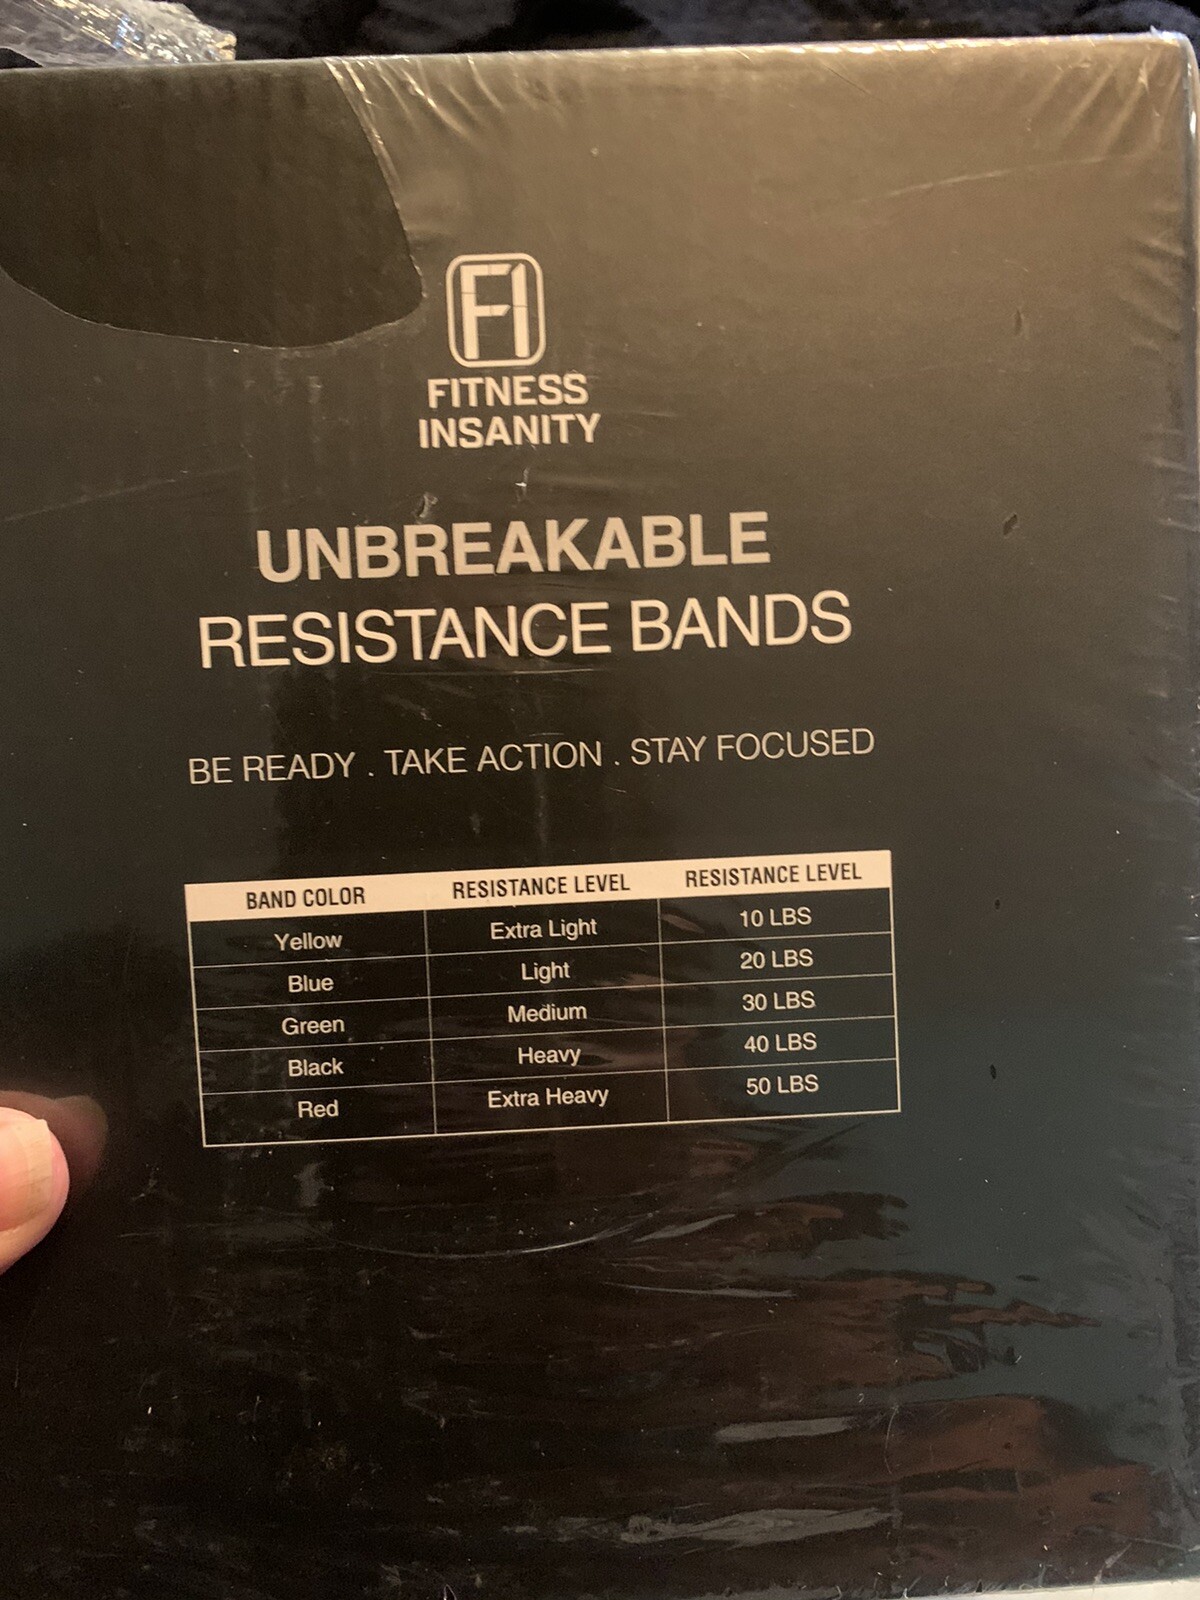 FI
FITNESS
INSANITY
UNBREAKABLE
RESISTANCE BANDS
BE READY . TAKE ACTION . STAY FOCUSED
BAND COLOR RESISTANCE LEVEL RESISTANCE LEVEL
Yellow Extra Light 10 LBS
Blue Light 20 LBS
Green Medium 30 LBS
Black Heavy 40 LBS
Red Extra Heavy 50 LBS